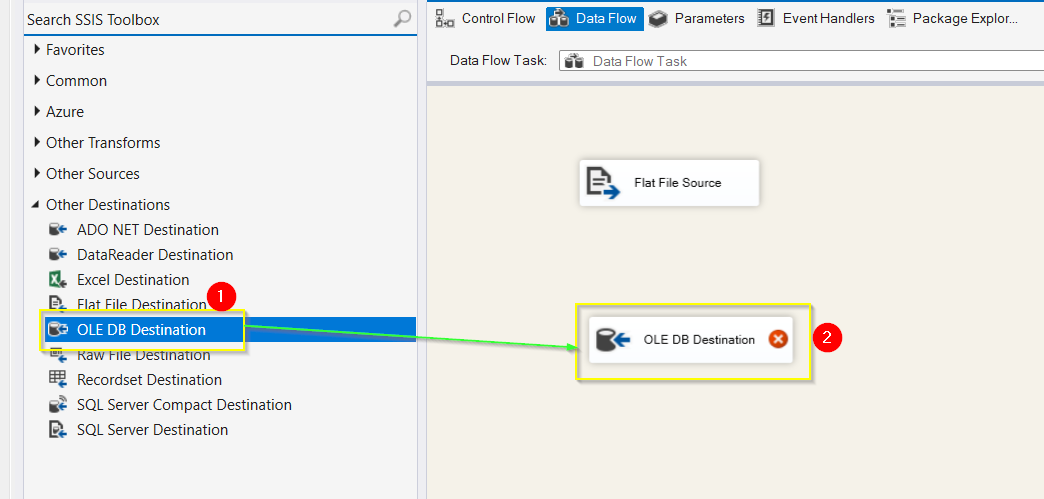 Search SSIS Toolbox
Favorites
Common
Azure
Other Transforms
Other Sources
Other Destinations
ADO NET Destination
DataReader Destination
Excel Destination
Flat File Destination
1
OLE DB Destination
Raw File Destination
Recordset Destination
SQL Server Compact Destination
SQL Server Destination
Control Flow Data Flow Parameters Event Handlers Package Explor...
Data Flow Task: Data Flow Task
Flat File Source
OLE DB Destination
2